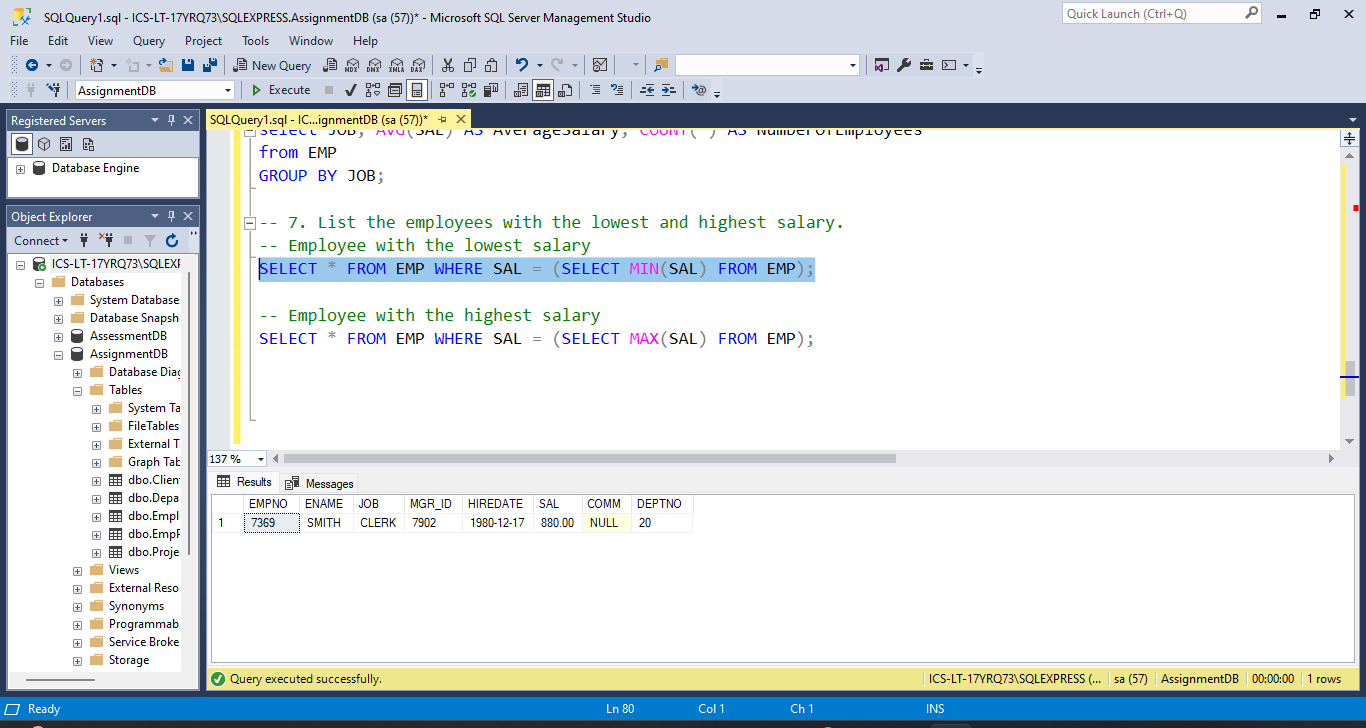 SQLQuery1.sql - ICS-LT-17YRQ73\SQLEXPRESS.AssignmentDB (sa (57))* - Microsoft SQL Server Management Studio
Quick Launch (Ctrl+Q)
File Edit View Query Project Tools Window Help
New Query MDX DMX XMLA DAX
AssignmentDB Execute
Registered Servers
Database Engine
Object Explorer
Connect
ICS-LT-17YRQ73\SQLEXF
Databases
System Database
Database Snapsh
AssessmentDB
AssignmentDB
Database Diag
Tables
System Ta
FileTables
External T
Graph Tab
dbo.Clien
dbo.Depa
dbo.Empl
dbo.EmpF
dbo.Proje
Views
External Reso
Synonyms
Programmab
Service Broke
Storage
SQLQuery1.sql - IC...ignmentDB (sa (57))*
select JOB, AVG(SAL) AS AverageSalary, COUNT(*) AS NumberOfEmployees
from EMP
GROUP BY JOB;
-- 7. List the employees with the lowest and highest salary.
-- Employee with the lowest salary
SELECT * FROM EMP WHERE SAL = (SELECT MIN(SAL) FROM EMP);
-- Employee with the highest salary
SELECT * FROM EMP WHERE SAL = (SELECT MAX(SAL) FROM EMP);
137 %
Results Messages
EMPNO ENAME JOB MGR_ID HIREDATE SAL COMM DEPTNO
1 7369 SMITH CLERK 7902 1980-12-17 880.00 NULL 20
Query executed successfully. ICS-LT-17YRQ73\SQLEXPRESS (... sa (57) AssignmentDB 00:00:00 1 rows
Ready Ln 80 Col 1 Ch 1 INS